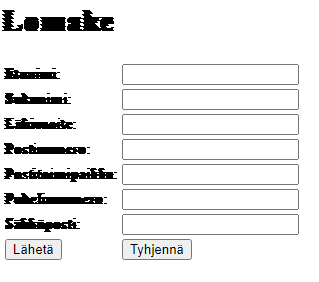 Lomake
Etunimi:
Sukunimi:
Lähiosoite:
Postinumero:
Postitoimipaikka:
Puhelinnumero:
Sähköposti:
Lähetä Tyhjennä